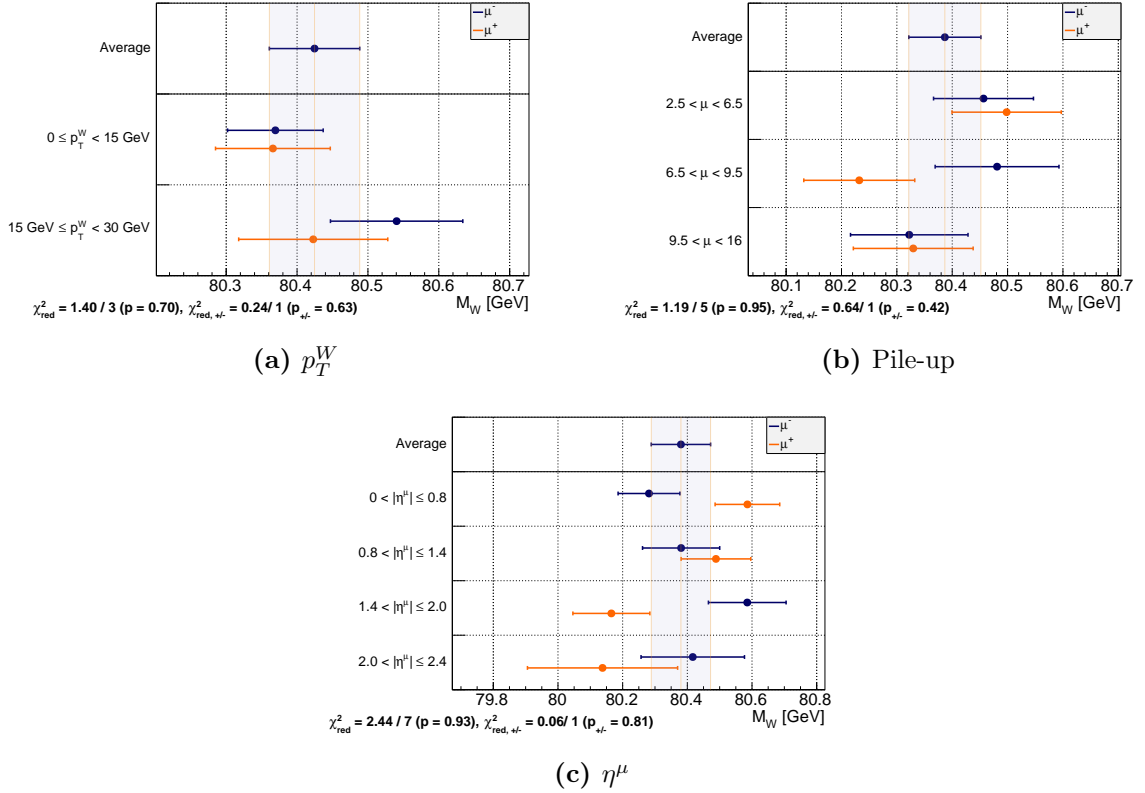 μ⁻
μ⁺
Average
0 ≤ p_T^W < 15 GeV
15 GeV ≤ p_T^W < 30 GeV
80.3 80.4 80.5 80.6 80.7
M_W [GeV]
χ²_red = 1.40 / 3 (p = 0.70), χ²_red, +/- = 0.24/ 1 (p_+/- = 0.63)
(a) p_T^W
μ⁻
μ⁺
Average
2.5 < μ < 6.5
6.5 < μ < 9.5
9.5 < μ < 16
80.1 80.2 80.3 80.4 80.5 80.6 80.7
M_W [GeV]
χ²_red = 1.19 / 5 (p = 0.95), χ²_red, +/- = 0.64/ 1 (p_+/- = 0.42)
(b) Pile-up
μ⁻
μ⁺
Average
0 < |η^μ| ≤ 0.8
0.8 < |η^μ| ≤ 1.4
1.4 < |η^μ| ≤ 2.0
2.0 < |η^μ| ≤ 2.4
79.8 80 80.2 80.4 80.6 80.8
M_W [GeV]
χ²_red = 2.44 / 7 (p = 0.93), χ²_red, +/- = 0.06/ 1 (p_+/- = 0.81)
(c) η^μ